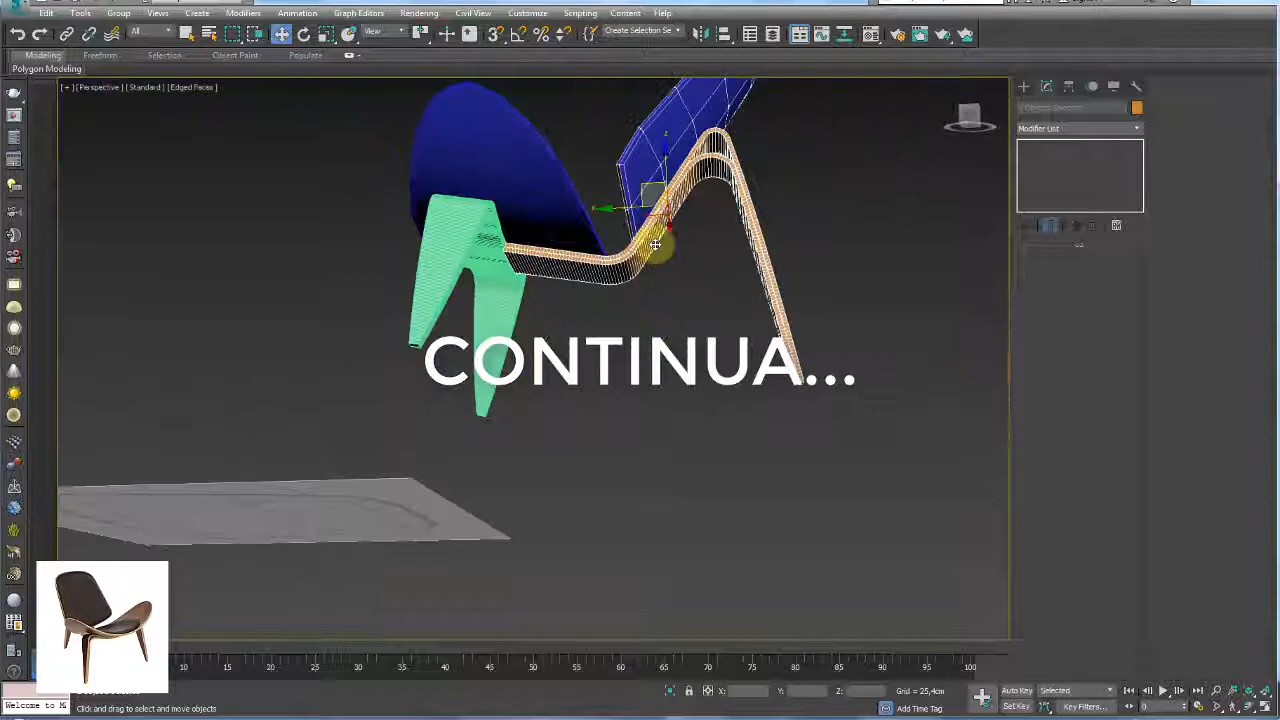 Edit Tools Group Views Create Modifiers Animation Graph Editors Rendering Civil View Customize Scripting Content Help
All View Create Selection Se
Modeling Freeform Selection Object Paint Populate
Polygon Modeling
[+] [Perspective] [Standard] [Edged Faces]
Modifier List
z
y
CONTINUA...
10 15 20 25 30 35 40 45 50 55 60 65 70 75 80 85 90 95 100
X: Y: Z: Grid = 25,4cm Auto Key Selected
Welcome to Mi Click and drag to select and move objects Add Time Tag Set Key Key Filters... 0